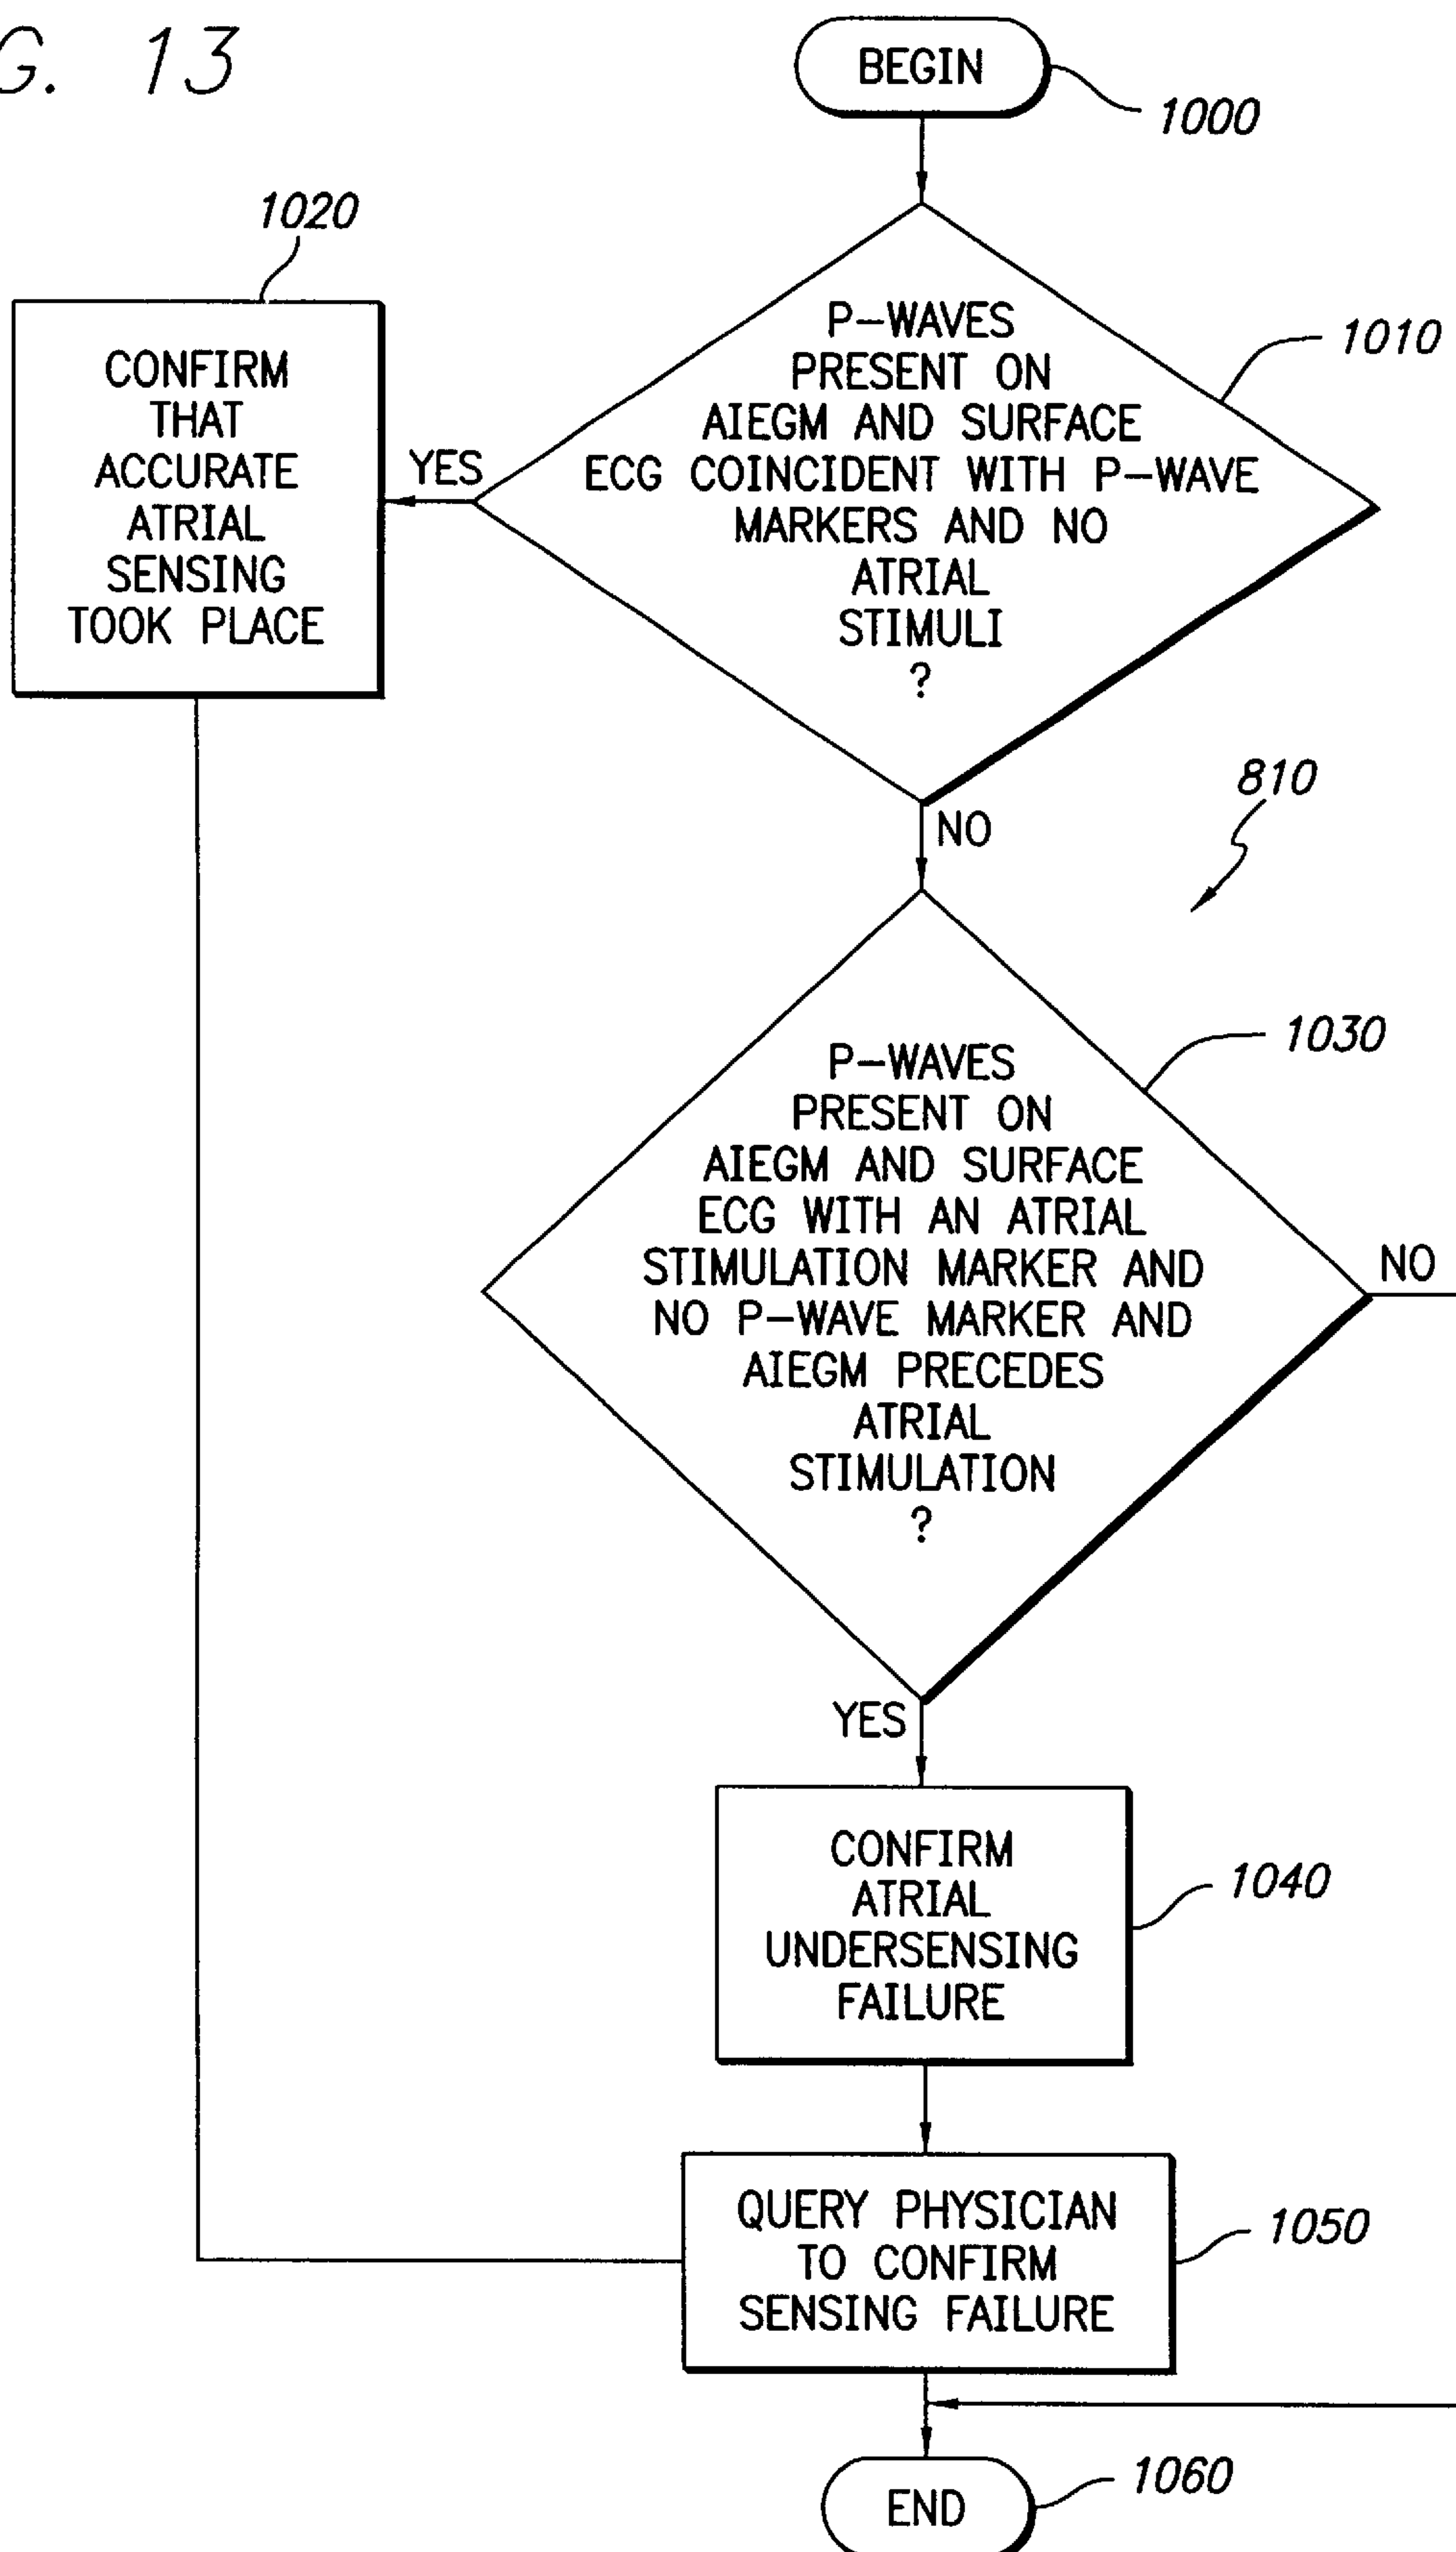 G. 13
BEGIN
1000
1020
P-WAVES
PRESENT ON
AIEGM AND SURFACE
ECG COINCIDENT WITH P-WAVE
MARKERS AND NO
ATRIAL
STIMULI
?
1010
CONFIRM
THAT
ACCURATE
ATRIAL
SENSING
TOOK PLACE
YES
NO
810
P-WAVES
PRESENT ON
AIEGM AND SURFACE
ECG WITH AN ATRIAL
STIMULATION MARKER AND
NO P-WAVE MARKER AND
AIEGM PRECEDES
ATRIAL
STIMULATION
?
1030
NO
YES
CONFIRM
ATRIAL
UNDERSENSING
FAILURE
1040
QUERY PHYSICIAN
TO CONFIRM
SENSING FAILURE
1050
END
1060